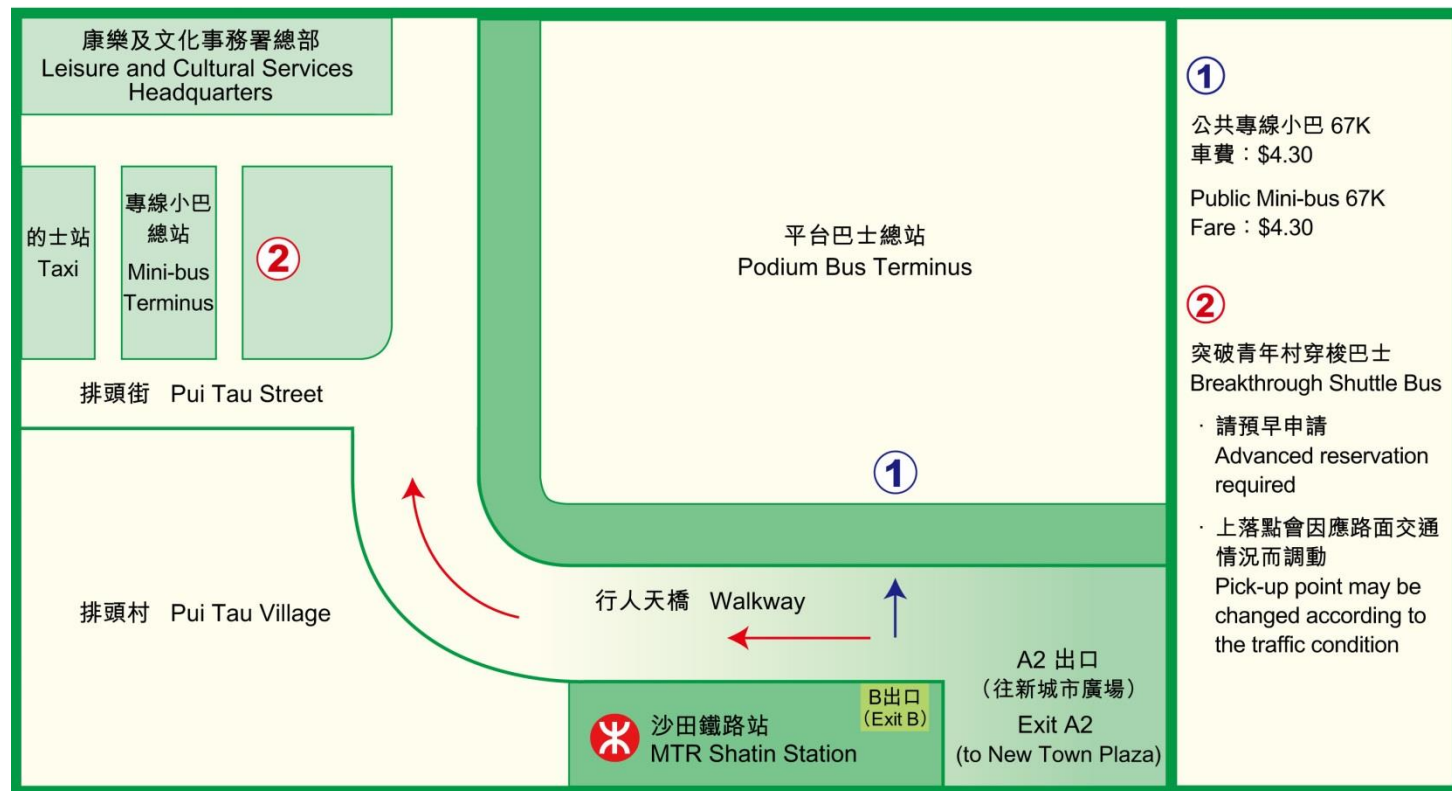 康樂及文化事務署總部
Leisure and Cultural Services
Headquarters
的士站
Taxi
專線小巴
總站
Mini-bus
Terminus
2
排頭街 Pui Tau Street
平台巴士總站
Podium Bus Terminus
1
排頭村 Pui Tau Village
行人天橋 Walkway
B出口
(Exit B)
沙田鐵路站
MTR Shatin Station
A2 出口
（往新城市廣場）
Exit A2
(to New Town Plaza)
1
公共專線小巴 67K
車費：$4.30
Public Mini-bus 67K
Fare：$4.30
2
突破青年村穿梭巴士
Breakthrough Shuttle Bus
· 請預早申請
Advanced reservation
required
· 上落點會因應路面交通
情況而調動
Pick-up point may be
changed according to
the traffic condition